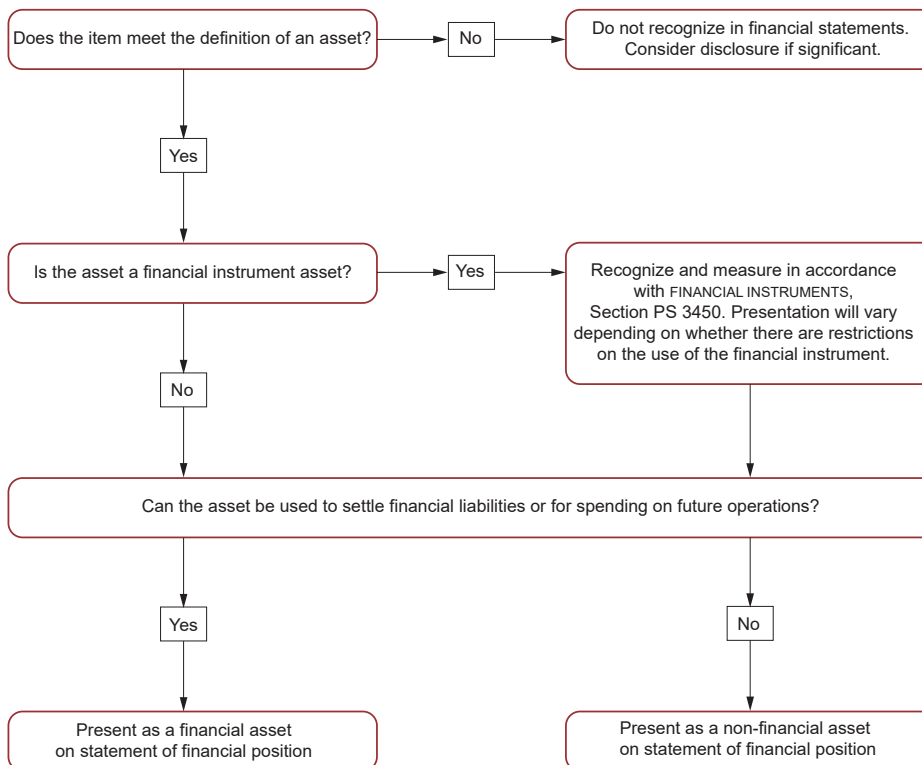 Does the item meet the definition of an asset?
No
Do not recognize in financial statements.
Consider disclosure if significant.
Yes
Is the asset a financial instrument asset?
Yes
Recognize and measure in accordance
with FINANCIAL INSTRUMENTS,
Section PS 3450. Presentation will vary
depending on whether there are restrictions
on the use of the financial instrument.
No
Can the asset be used to settle financial liabilities or for spending on future operations?
Yes
No
Present as a financial asset
on statement of financial position
Present as a non-financial asset
on statement of financial position